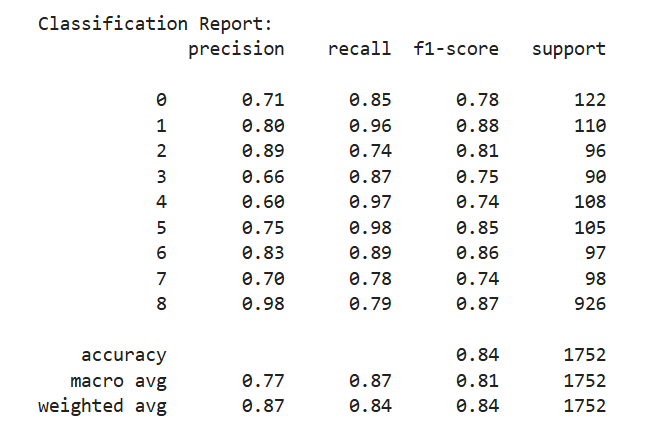 Classification Report:
precision recall f1-score support
0 0.71 0.85 0.78 122
1 0.80 0.96 0.88 110
2 0.89 0.74 0.81 96
3 0.66 0.87 0.75 90
4 0.60 0.97 0.74 108
5 0.75 0.98 0.85 105
6 0.83 0.89 0.86 97
7 0.70 0.78 0.74 98
8 0.98 0.79 0.87 926
accuracy 0.84 1752
macro avg 0.77 0.87 0.81 1752
weighted avg 0.87 0.84 0.84 1752